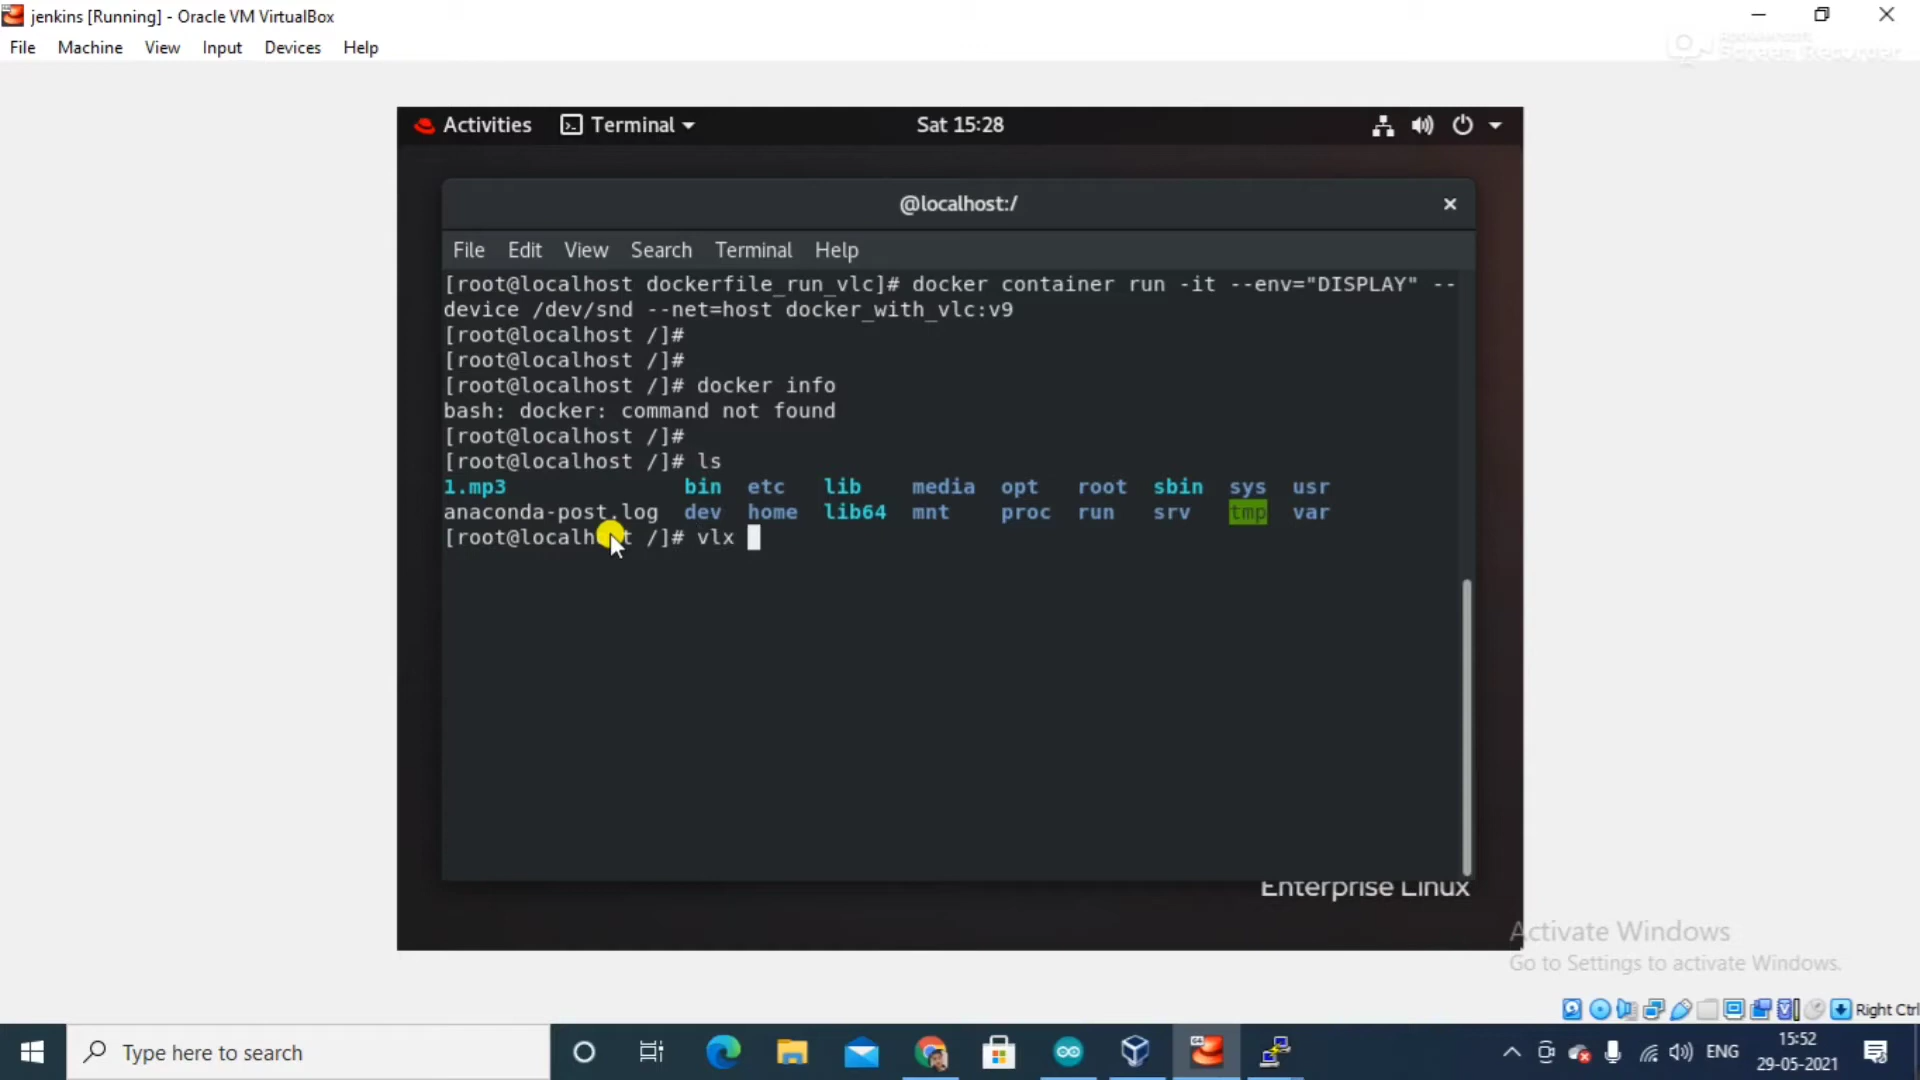 jenkins [Running] - Oracle VM VirtualBox
File Machine View Input Devices Help
Screen Recorder
Activities Terminal Sat 15:28
@localhost:/
File Edit View Search Terminal Help
[root@localhost dockerfile_run_vlc]# docker container run -it --env="DISPLAY" --
device /dev/snd --net=host docker_with_vlc:v9
[root@localhost /]#
[root@localhost /]#
[root@localhost /]# docker info
bash: docker: command not found
[root@localhost /]#
[root@localhost /]# ls
1.mp3 bin etc lib media opt root sbin sys usr
anaconda-post.log dev home lib64 mnt proc run srv tmp var
[root@localhost /]# vlx
Enterprise Linux
Activate Windows
Go to Settings to activate Windows.
Right Ctrl
Type here to search
ENG
15:52
29-05-2021